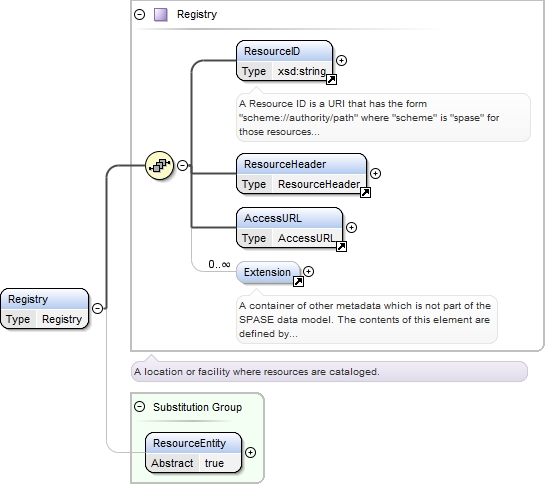 Registry
ResourceID
Type xsd:string
A Resource ID is a URI that has the form
"scheme://authority/path" where "scheme" is "spase" for
those resources...
ResourceHeader
Type ResourceHeader
AccessURL
Type AccessURL
0..∞
Extension
A container of other metadata which is not part of the
SPASE data model. The contents of this element are
defined by...
Registry
Type Registry
A location or facility where resources are cataloged.
Substitution Group
ResourceEntity
Abstract true